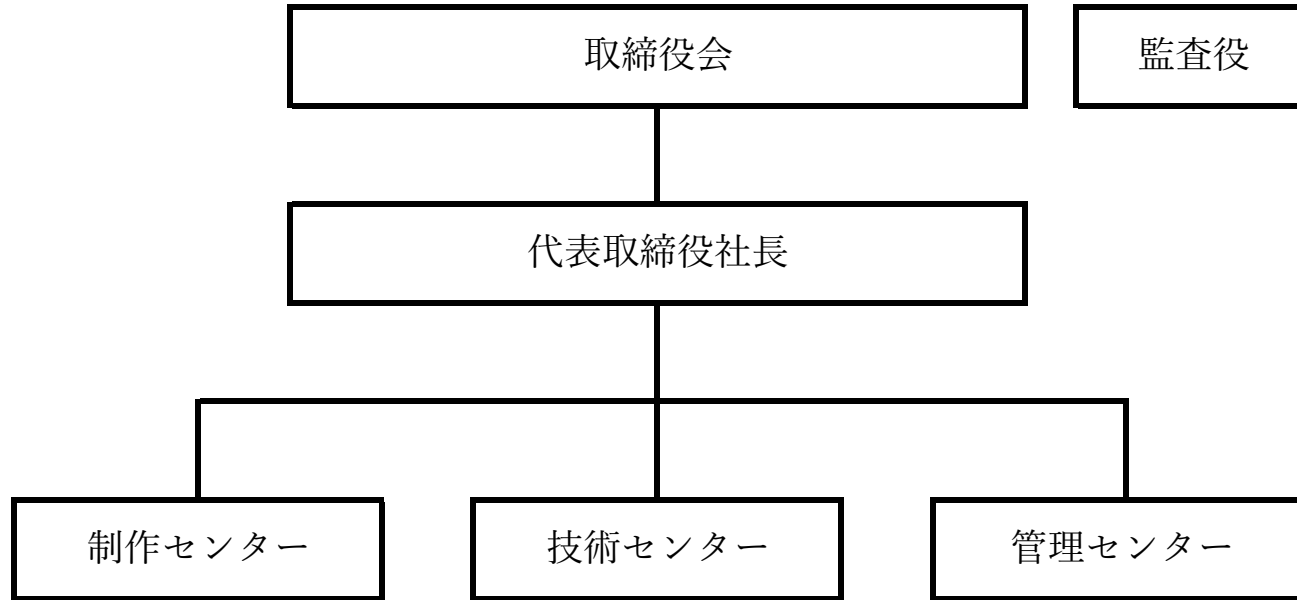 取締役会
監査役
代表取締役社長
制作センター
技術センター
管理センター